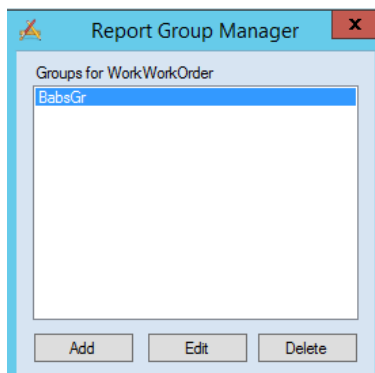 Report Group Manager
x
Groups for WorkWorkOrder
BabsGr
Add Edit Delete